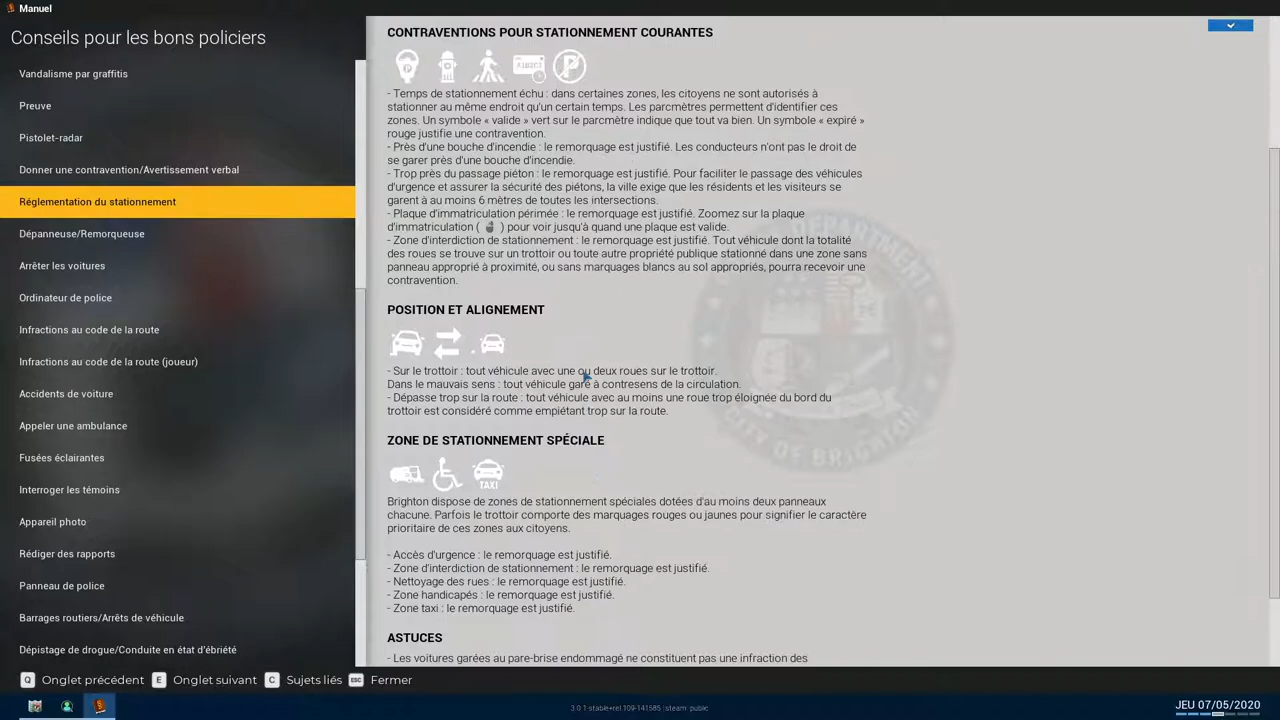 Manuel
Conseils pour les bons policiers
Vandalisme par graffitis
Preuve
Pistolet-radar
Donner une contravention/Avertissement verbal
Réglementation du stationnement
Dépanneuse/Remorqueuse
Arrêter les voitures
Ordinateur de police
Infractions au code de la route
Infractions au code de la route (joueur)
Accidents de voiture
Appeler une ambulance
Fusées éclairantes
Interroger les témoins
Appareil photo
Rédiger des rapports
Panneau de police
Barrages routiers/Arrêts de véhicule
Dépistage de drogue/Conduite en état d'ébriété
CONTRAVENTIONS POUR STATIONNEMENT COURANTES
- Temps de stationnement échu : dans certaines zones, les citoyens ne sont autorisés à
stationner au même endroit qu'un certain temps. Les parcmètres permettent d'identifier ces
zones. Un symbole « valide » vert sur le parcmètre indique que tout va bien. Un symbole « expiré »
rouge justifie une contravention.
- Près d'une bouche d'incendie : le remorquage est justifié. Les conducteurs n'ont pas le droit de
se garer près d'une bouche d'incendie.
- Trop près du passage piéton : le remorquage est justifié. Pour faciliter le passage des véhicules
d'urgence et assurer la sécurité des piétons, la ville exige que les résidents et les visiteurs se
garent à au moins 6 mètres de toutes les intersections.
- Plaque d'immatriculation périmée : le remorquage est justifié. Zoomez sur la plaque
d'immatriculation ( ) pour voir jusqu'à quand une plaque est valide.
- Zone d'interdiction de stationnement : le remorquage est justifié. Tout véhicule dont la totalité
des roues se trouve sur un trottoir ou toute autre propriété publique stationné dans une zone sans
panneau approprié à proximité, ou sans marquages blancs au sol appropriés, pourra recevoir une
contravention.
POSITION ET ALIGNEMENT
- Sur le trottoir : tout véhicule avec une ou deux roues sur le trottoir.
Dans le mauvais sens : tout véhicule garé à contresens de la circulation.
- Dépasse trop sur la route : tout véhicule avec au moins une roue trop éloignée du bord du
trottoir est considéré comme empiétant trop sur la route.
ZONE DE STATIONNEMENT SPÉCIALE
TAXI
Brighton dispose de zones de stationnement spéciales dotées d'au moins deux panneaux
chacune. Parfois le trottoir comporte des marquages rouges ou jaunes pour signifier le caractère
prioritaire de ces zones aux citoyens.
- Accès d'urgence : le remorquage est justifié.
- Zone d'interdiction de stationnement : le remorquage est justifié.
- Nettoyage des rues : le remorquage est justifié.
- Zone handicapés : le remorquage est justifié.
- Zone taxi : le remorquage est justifié.
ASTUCES
- Les voitures garées au pare-brise endommagé ne constituent pas une infraction des
Q Onglet précédent E Onglet suivant C Sujets liés ESC Fermer
3.0.1-stable+rel.109-141585 | steam: public
JEU 07/05/2020